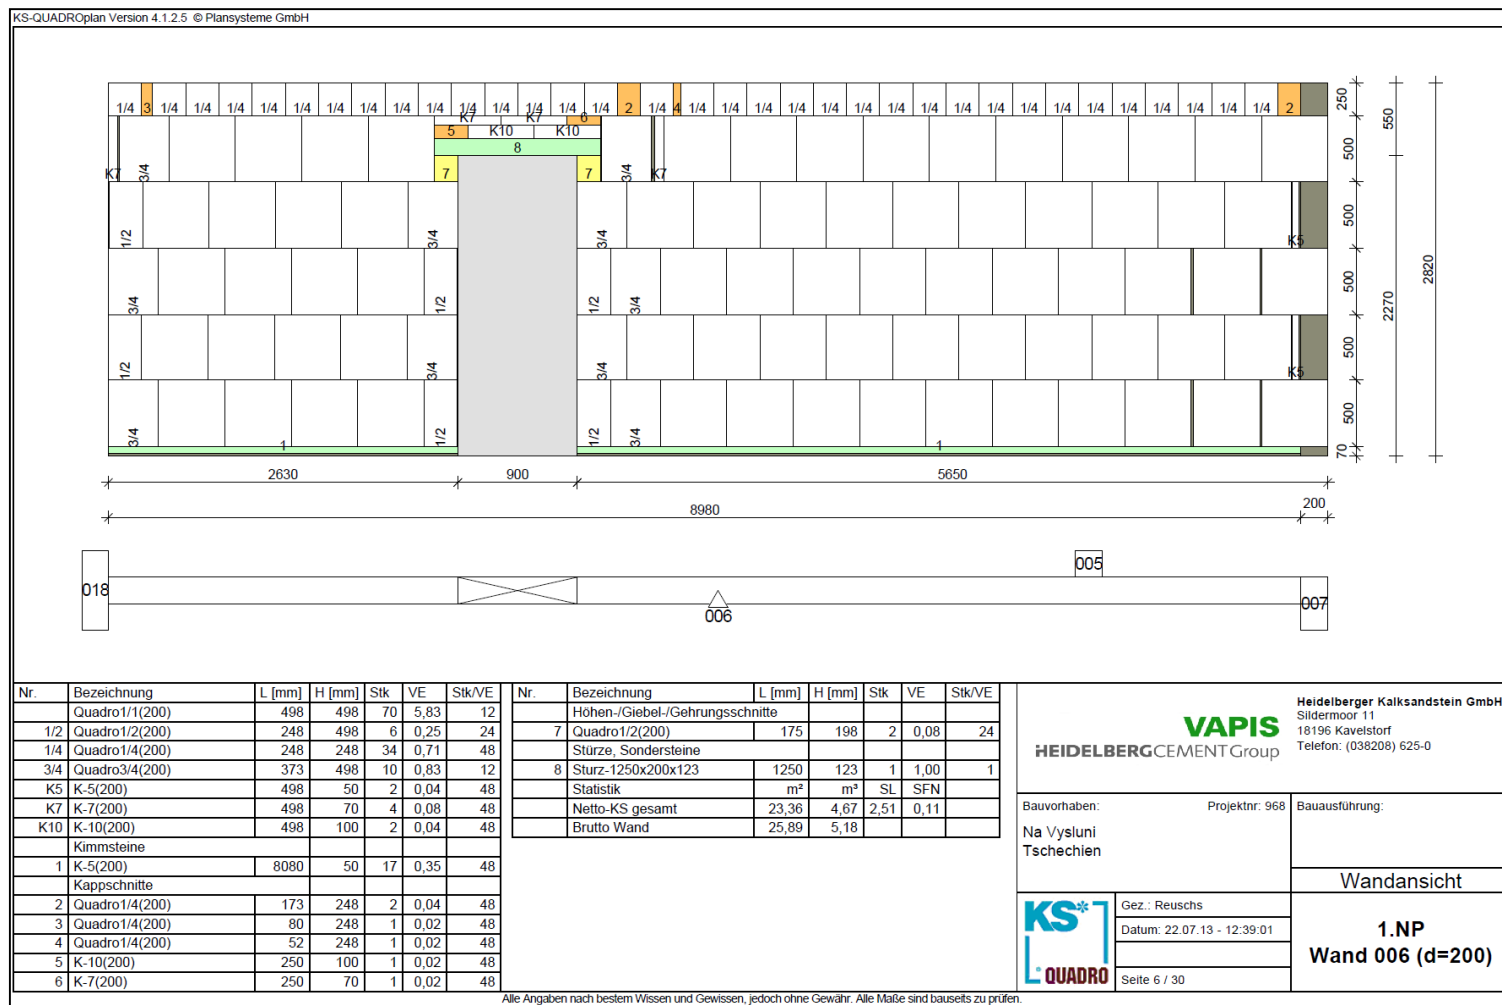 KS-QUADROplan Version 4.1.2.5 © Plansysteme GmbH
1/4 3 1/4 1/4 1/4 1/4 1/4 1/4 1/4 1/4 1/4 1/4 1/4 1/4 1/4 2 1/4 4 1/4 1/4 1/4 1/4 1/4 1/4 1/4 1/4 1/4 1/4 1/4 1/4 1/4 1/4 1/4 1/4 1/4 2
250
K7 K7 6
5 K10 K10
8
K7 3/4 7 7 3/4 K7
500
550
1/2 3/4 3/4 K5
500
3/4 1/2 1/2 3/4
500
2270
2820
1/2 3/4 3/4 K5
500
3/4 1/2 1/2 3/4
500
1 1
70
2630 900 5650
8980 200
018 005
006 007
Nr. Bezeichnung L [mm] H [mm] Stk VE Stk/VE
Quadro1/1(200) 498 498 70 5,83 12
1/2 Quadro1/2(200) 248 498 6 0,25 24
1/4 Quadro1/4(200) 248 248 34 0,71 48
3/4 Quadro3/4(200) 373 498 10 0,83 12
K5 K-5(200) 498 50 2 0,04 48
K7 K-7(200) 498 70 4 0,08 48
K10 K-10(200) 498 100 2 0,04 48
Kimmsteine
1 K-5(200) 8080 50 17 0,35 48
Kappschnitte
2 Quadro1/4(200) 173 248 2 0,04 48
3 Quadro1/4(200) 80 248 1 0,02 48
4 Quadro1/4(200) 52 248 1 0,02 48
5 K-10(200) 250 100 1 0,02 48
6 K-7(200) 250 70 1 0,02 48
Nr. Bezeichnung L [mm] H [mm] Stk VE Stk/VE
Höhen-/Giebel-/Gehrungsschnitte
7 Quadro1/2(200) 175 198 2 0,08 24
Stürze, Sondersteine
8 Sturz-1250x200x123 1250 123 1 1,00 1
Statistik m² m³ SL SFN
Netto-KS gesamt 23,36 4,67 2,51 0,11
Brutto Wand 25,89 5,18
VAPIS
HEIDELBERGCEMENT Group
Heidelberger Kalksandstein GmbH
Sildermoor 11
18196 Kavelstorf
Telefon: (038208) 625-0
Bauvorhaben: Projektnr: 968
Na Vysluni
Tschechien
Bauausführung:
Wandansicht
KS*
QUADRO
Gez.: Reuschs
Datum: 22.07.13 - 12:39:01
Seite 6 / 30
1.NP
Wand 006 (d=200)
Alle Angaben nach bestem Wissen und Gewissen, jedoch ohne Gewähr. Alle Maße sind bauseits zu prüfen.